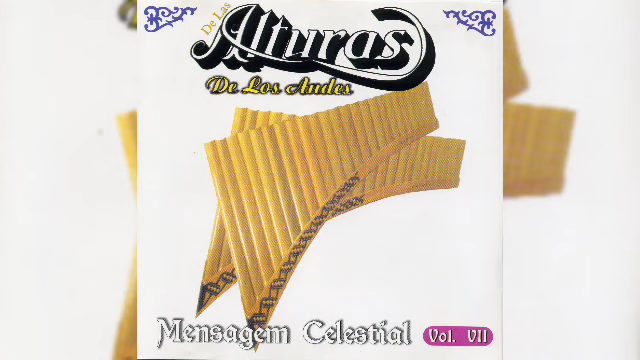 De Las
Alturas
De Los Andes
Mensagem Celestial
Vol. VII